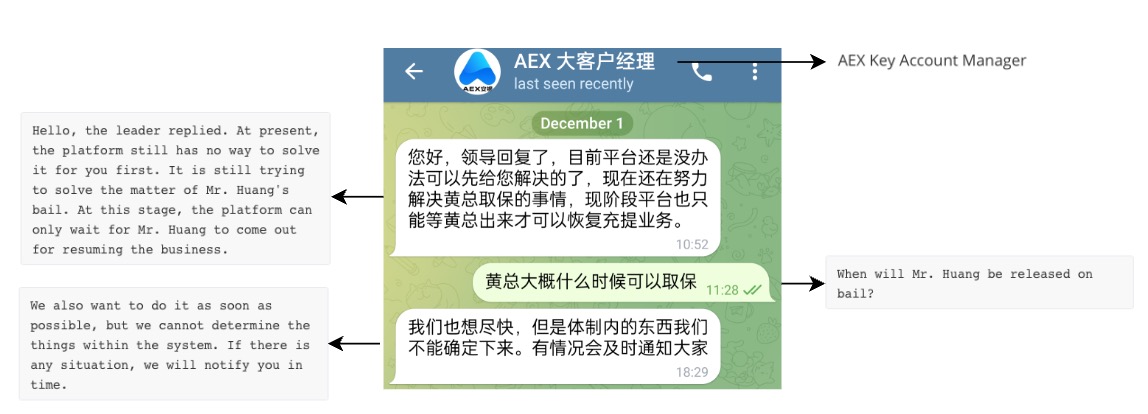 AEX 大客户经理
last seen recently
AEX安银
AEX Key Account Manager
December 1
Hello, the leader replied. At present,
the platform still has no way to solve
it for you first. It is still trying
to solve the matter of Mr. Huang's
bail. At this stage, the platform can
only wait for Mr. Huang to come out
for resuming the business.
您好，领导回复了，目前平台还是没办
法可以先给您解决的了，现在还在努力
解决黄总取保的事情，现阶段平台也只
能等黄总出来才可以恢复充提业务。
10:52
黄总大概什么时候可以取保
11:28
When will Mr. Huang be released on
bail?
We also want to do it as soon as
possible, but we cannot determine the
things within the system. If there is
any situation, we will notify you in
time.
我们也想尽快，但是体制内的东西我们
不能确定下来。有情况会及时通知大家
18:29